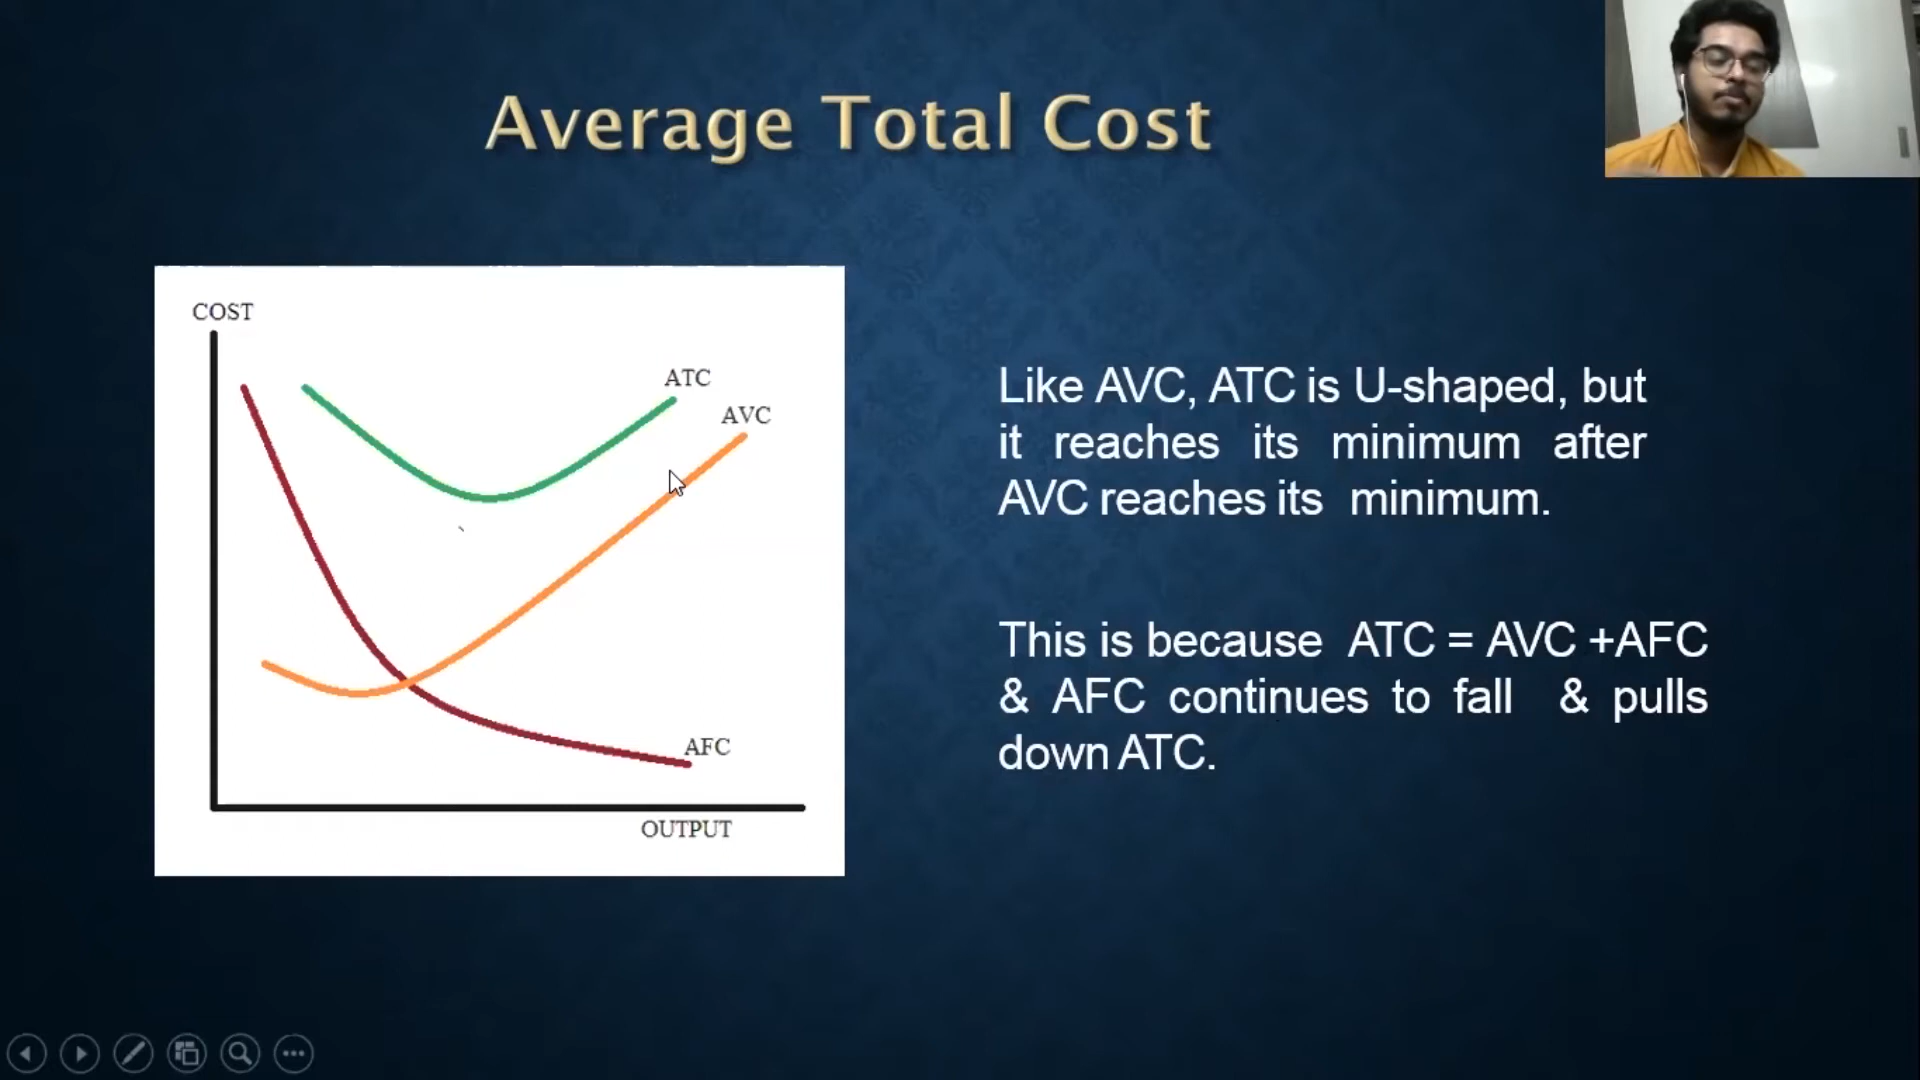 Average Total Cost
COST
ATC
AVC
AFC
OUTPUT
Like AVC, ATC is U-shaped, but
it reaches its minimum after
AVC reaches its minimum.
This is because ATC = AVC +AFC
& AFC continues to fall & pulls
down ATC.